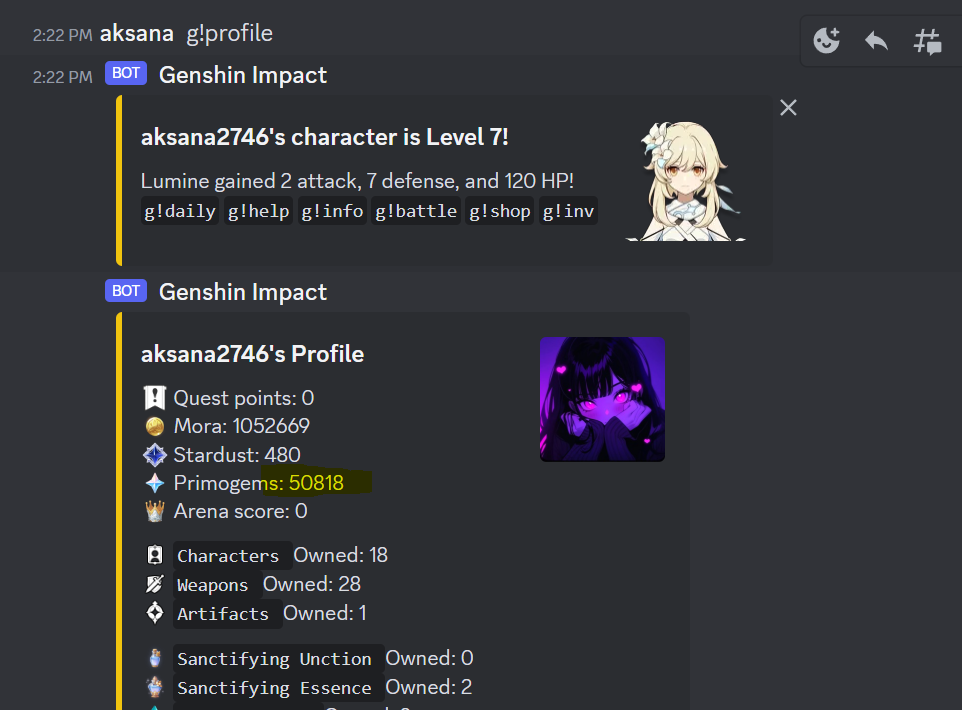 2:22 PM aksana g!profile
2:22 PM BOT Genshin Impact
aksana2746's character is Level 7!
Lumine gained 2 attack, 7 defense, and 120 HP!
g!daily g!help g!info g!battle g!shop g!inv
BOT Genshin Impact
aksana2746's Profile
Quest points: 0
Mora: 1052669
Stardust: 480
Primogems: 50818
Arena score: 0
Characters Owned: 18
Weapons Owned: 28
Artifacts Owned: 1
Sanctifying Unction Owned: 0
Sanctifying Essence Owned: 2